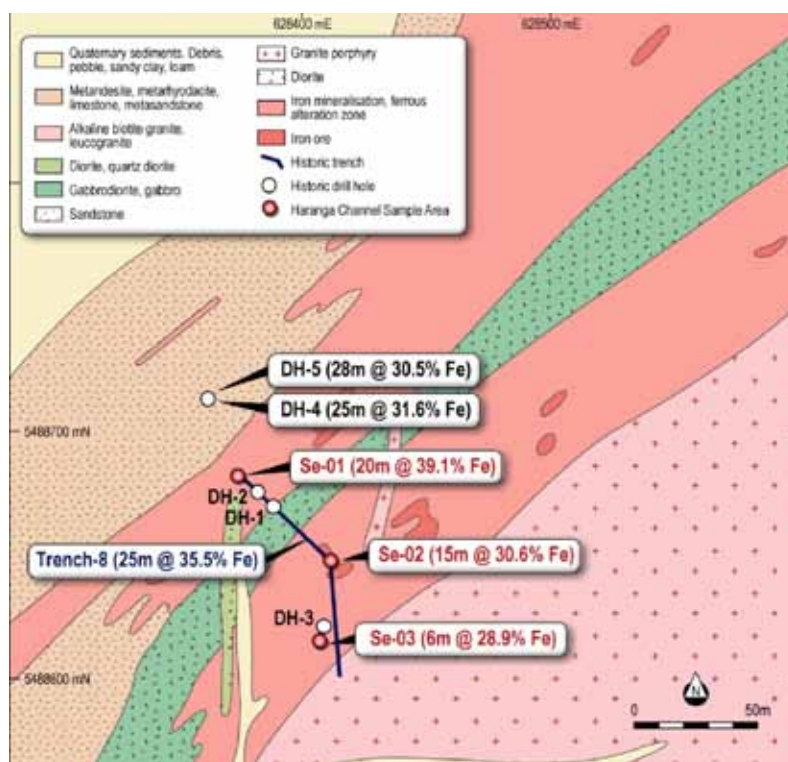 628400 mE
628500 mE
Quaternary sediments. Debris,
pebble, sandy clay, loam
Metandesite, metarhyodacite,
limestone, metasandstone
Alkaline biotite granite,
leucogranite
Diorite, quartz diorite
Gabbrodiorite, gabbro
Sandstone
Granite porphyry
Diorite
Iron mineralisation, ferrous
alteration zone
Iron ore
Historic trench
Historic drill hole
Haranga Channel Sample Area
DH-5 (28m @ 30.5% Fe)
DH-4 (25m @ 31.6% Fe)
5488700 mN
Se-01 (20m @ 39.1% Fe)
DH-2
DH-1
Trench-8 (25m @ 35.5% Fe)
Se-02 (15m @ 30.6% Fe)
DH-3
Se-03 (6m @ 28.9% Fe)
5488600 mN
N
0
50m